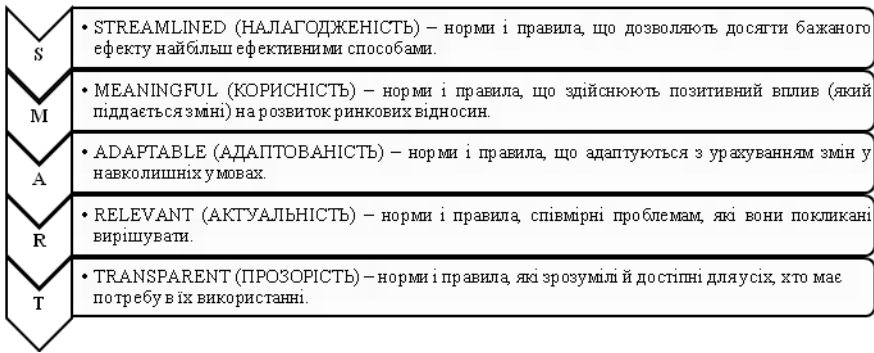 S
• STREAMLINED (НАЛАГОДЖЕНІСТЬ) – норми і правила, що дозволяють досягти бажаного
ефекту найбільш ефективними способами.
M
• MEANINGFUL (КОРИСНІСТЬ) – норми і правила, що здійснюють позитивний вплив (який
піддається зміні) на розвиток ринкових відносин.
A
• ADAPTABLE (АДАПТОВАНІСТЬ) – норми і правила, що адаптуються з урахуванням змін у
навколишніх умовах.
R
• RELEVANT (АКТУАЛЬНІСТЬ) – норми і правила, співмірні проблемам, які вони покликані
вирішувати.
T
• TRANSPARENT (ПРОЗОРІСТЬ) – норми і правила, які зрозумілі й доступні для усіх, хто має
потребу в їх використанні.